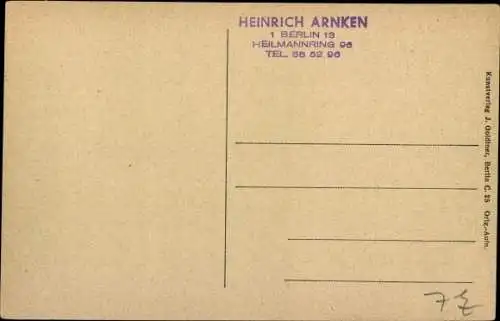 HEINRICH ARNKEN
1 BERLIN 13
HEILMANNRING 96
TEL. 38 52 96
Kunstverlag J. Goldiner, Berlin C. 25 Orig.-Aufn.